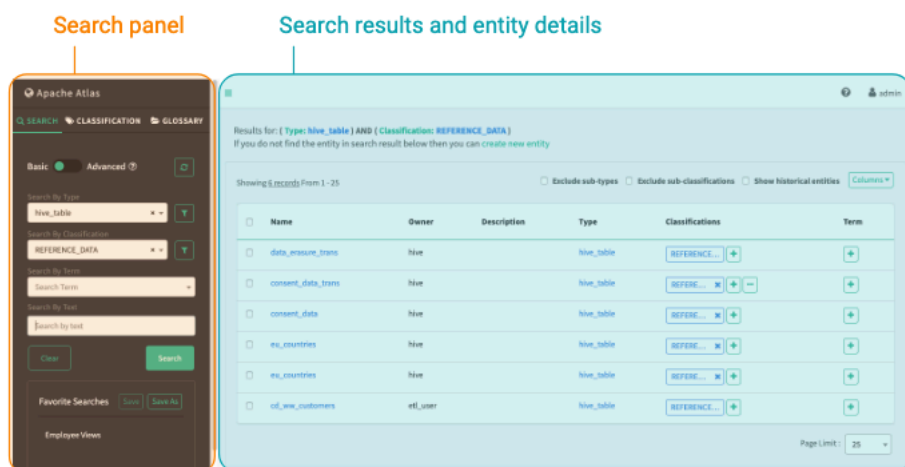 Search panel
Search results and entity details
Apache Atlas
admin
SEARCH CLASSIFICATION GLOSSARY
Results for: ( Type: hive_table ) AND ( Classification: REFERENCE_DATA )
If you do not find the entity in search result below then you can create new entity
Basic Advanced
Showing 6 records From 1 - 25
Exclude sub-types Exclude sub-classifications Show historical entities Columns
Search By Type
hive_table
Search By Classification
REFERENCE_DATA
Search By Term
Search Term
Search By Text
Search by text
Clear Search
Favorite Searches Save Save As
Employee Views
Name Owner Description Type Classifications Term
data_erasure_trans hive hive_table REFERENCE...
consent_data_trans hive hive_table REFERE...
consent_data hive hive_table REFERE...
eu_countries hive hive_table REFERE...
eu_countries hive hive_table REFERE...
cd_ww_customers etl_user hive_table REFERENCE...
Page Limit : 25